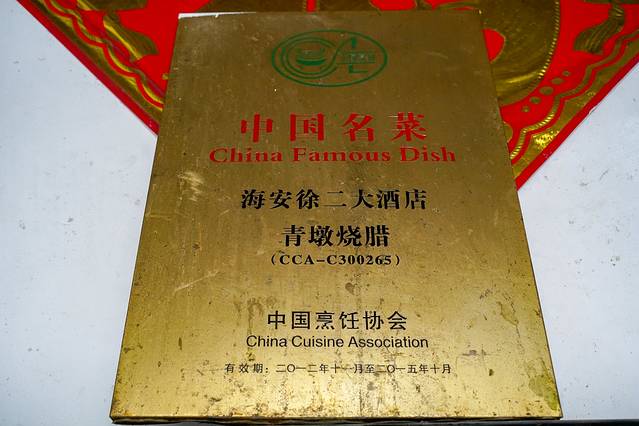 中国名菜
China Famous Dish
海安徐二大酒店
青墩烧腊
(CCA-C300265)
中国烹饪协会
China Cuisine Association
有效期：二〇一二年十一月至二〇一五年十月